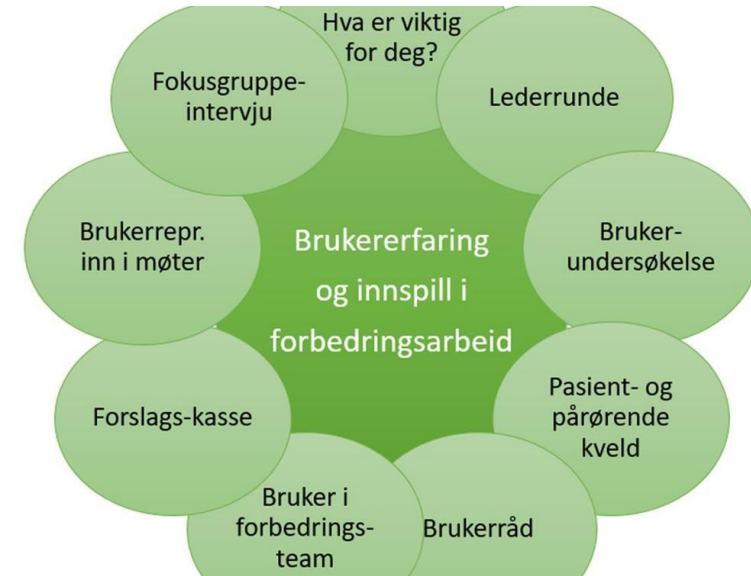 Hva er viktig
for deg?
Lederrunde
Bruker-
undersøkelse
Pasient- og
pårørende
kveld
Brukerråd
Bruker i
forbedrings-
team
Forslags-kasse
Brukerrepr.
inn i møter
Fokusgruppe-
intervju
Brukererfaring
og innspill i
forbedringsarbeid